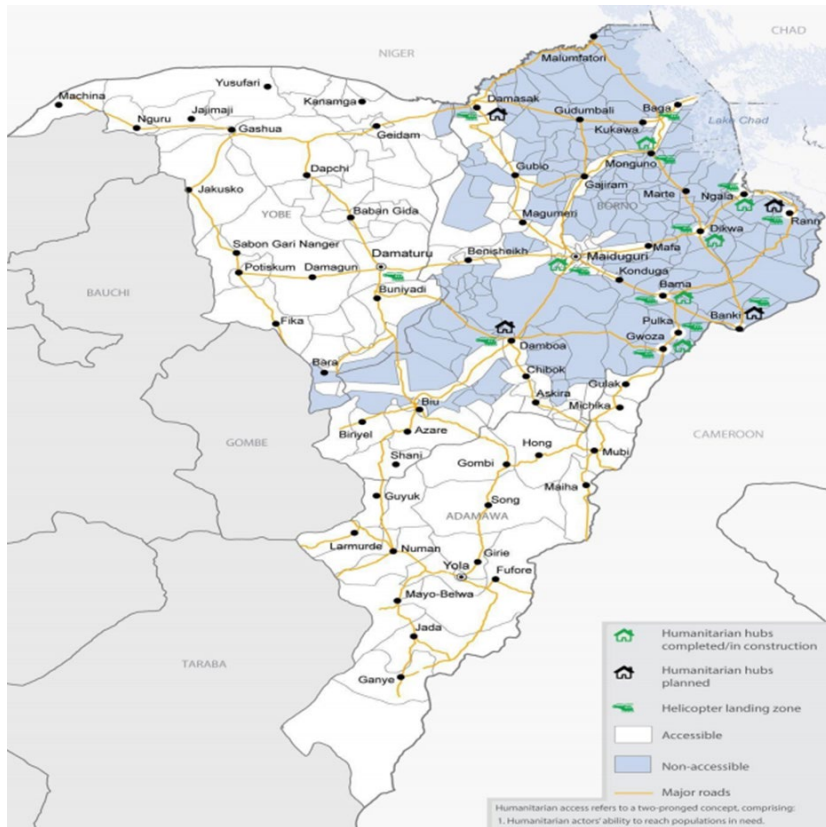 CHAD
NIGER
Malumfatori
Machina
Yusufari
Kanamga
Damasak
Gudumbali
Baga
Nguru
Jajimaji
Gashua
Geidam
Kukawa
Lake Chad
Monguno
Dapchi
Gubio
Gajiram
Marte
Ngala
Jakusko
YOBE
Baban Gida
Magumeri
BORNO
Rann
Dikwa
Sabon Gari Nanger
Damaturu
Benisheikh
Maiduguri
Mafa
Potiskum
Damagun
Konduga
Bama
BAUCHI
Buniyadi
Pulka
Banki
Fika
Damboa
Gwoza
Bara
Chibok
Gulak
Biu
Askira
Michika
Binyel
Azare
GOMBE
Hong
CAMEROON
Shani
Gombi
Mubi
Guyuk
Song
Maiha
ADAMAWA
Larmurde
Numan
Girie
Yola
Fufore
Mayo-Belwa
Jada
TARABA
Ganye
Humanitarian hubs
completed/in construction
Humanitarian hubs
planned
Helicopter landing zone
Accessible
Non-accessible
Major roads
Humanitarian access refers to a two-pronged concept, comprising:
1. Humanitarian actors' ability to reach populations in need.